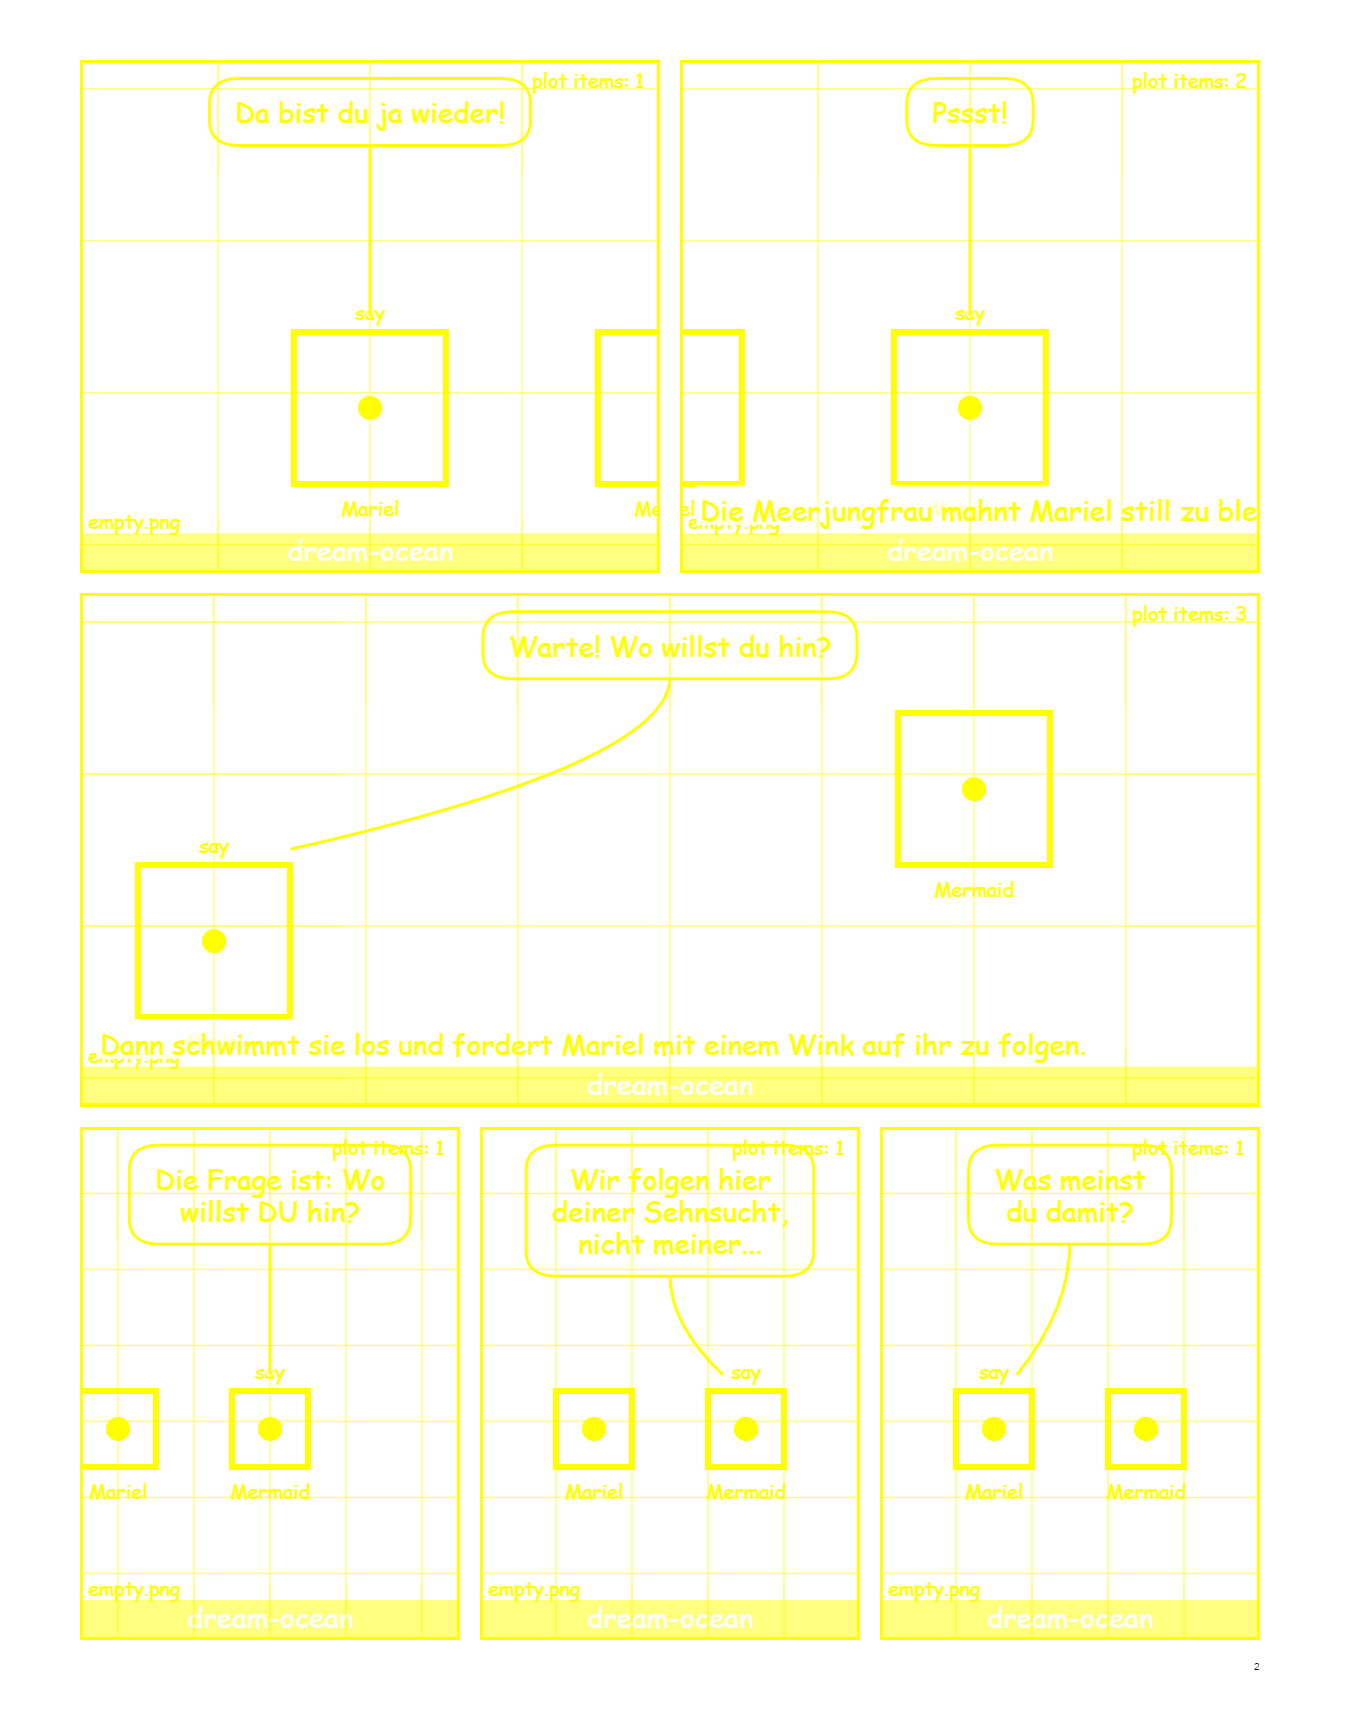 plot items: 1
Da bist du ja wieder!
say
Mariel
empty.png
dream-ocean
plot items: 2
Pssst!
say
Die Meerjungfrau mahnt Mariel still zu ble
empty.png
dream-ocean
plot items: 3
Warte! Wo willst du hin?
say
Mermaid
Dann schwimmt sie los und fordert Mariel mit einem Wink auf ihr zu folgen.
empty.png
dream-ocean
plot items: 1
Die Frage ist: Wo
willst DU hin?
say
Mariel
Mermaid
empty.png
dream-ocean
plot items: 1
Wir folgen hier
deiner Sehnsucht,
nicht meiner...
say
Mariel
Mermaid
empty.png
dream-ocean
plot items: 1
Was meinst
du damit?
say
Mariel
Mermaid
empty.png
dream-ocean
2